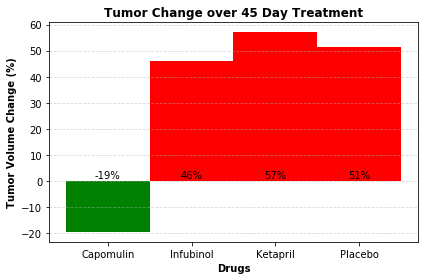 Tumor Change over 45 Day Treatment
Tumor Volume Change (%)
60
50
40
30
20
10
0
−10
−20
-19%
46%
57%
51%
Capomulin
Infubinol
Ketapril
Placebo
Drugs